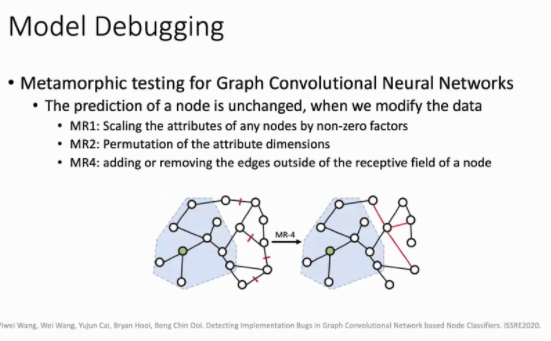 Model Debugging
• Metamorphic testing for Graph Convolutional Neural Networks
• The prediction of a node is unchanged, when we modify the data
• MR1: Scaling the attributes of any nodes by non-zero factors
• MR2: Permutation of the attribute dimensions
• MR4: adding or removing the edges outside of the receptive field of a node
MR-4
Yiwei Wang, Wei Wang, Yujun Cai, Bryan Hooi, Beng Chin Ooi. Detecting Implementation Bugs in Graph Convolutional Network based Node Classifiers. ISSRE2020.